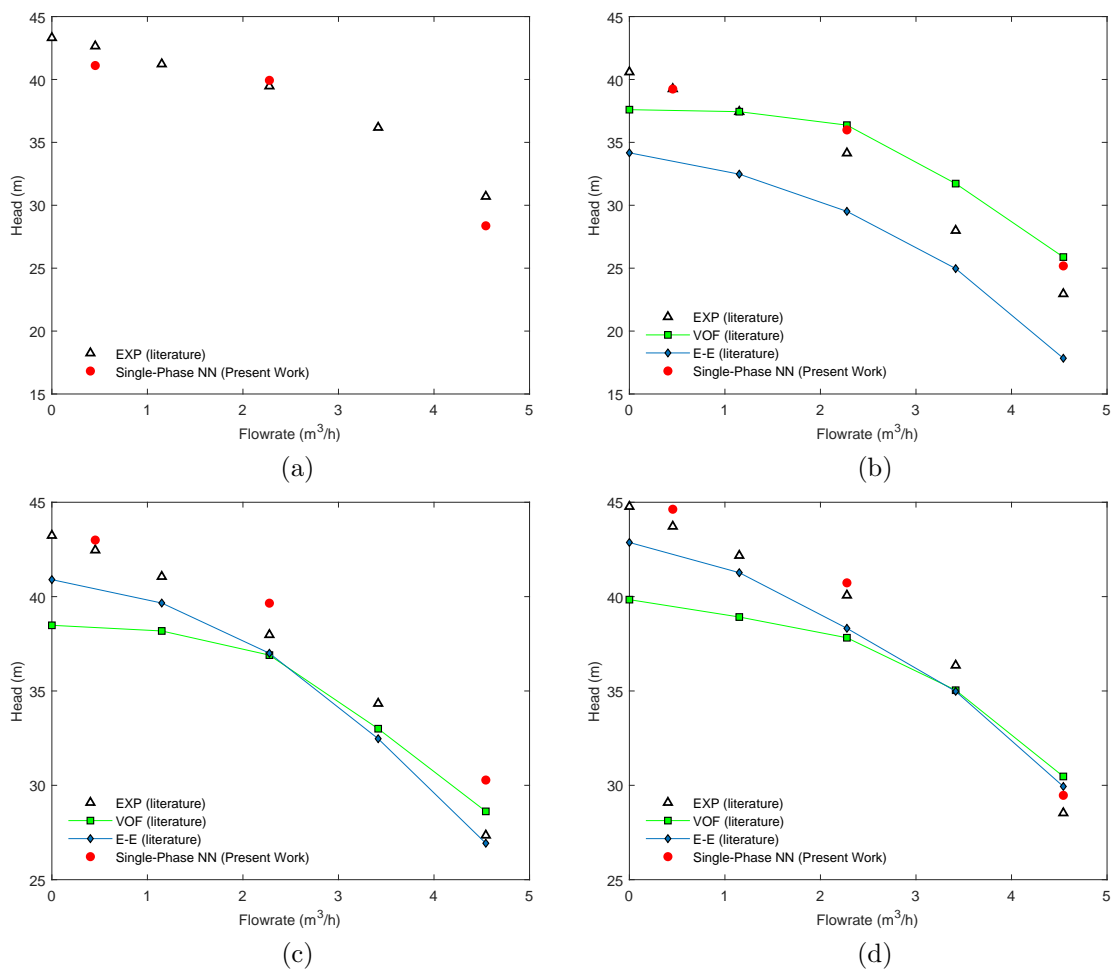 45
40
35
30
25
20
15
Head (m)
EXP (literature)
Single-Phase NN (Present Work)
0 1 2 3 4 5
Flowrate (m³/h)
(a)
45
40
35
30
25
20
15
Head (m)
EXP (literature)
VOF (literature)
E-E (literature)
Single-Phase NN (Present Work)
0 1 2 3 4 5
Flowrate (m³/h)
(b)
45
40
35
30
25
Head (m)
EXP (literature)
VOF (literature)
E-E (literature)
Single-Phase NN (Present Work)
0 1 2 3 4 5
Flowrate (m³/h)
(c)
45
40
35
30
25
Head (m)
EXP (literature)
VOF (literature)
E-E (literature)
Single-Phase NN (Present Work)
0 1 2 3 4 5
Flowrate (m³/h)
(d)